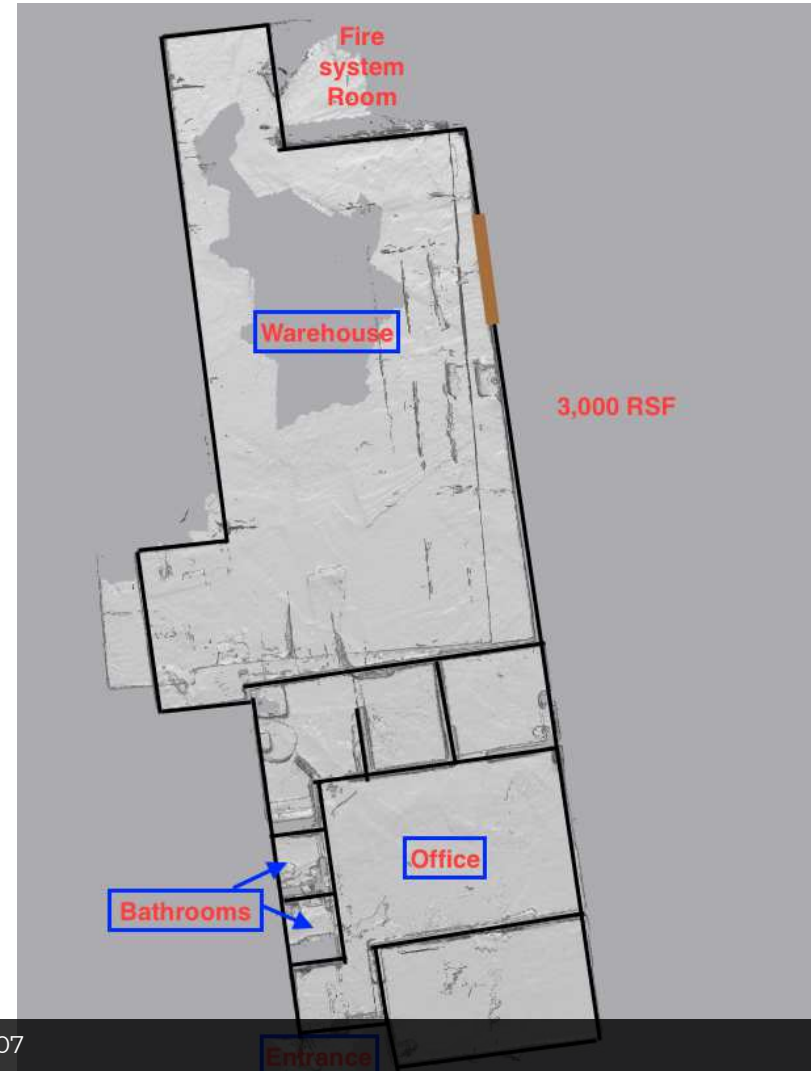 Fire
system
Room
Warehouse
3,000 RSF
Office
Bathrooms
Entrance
07